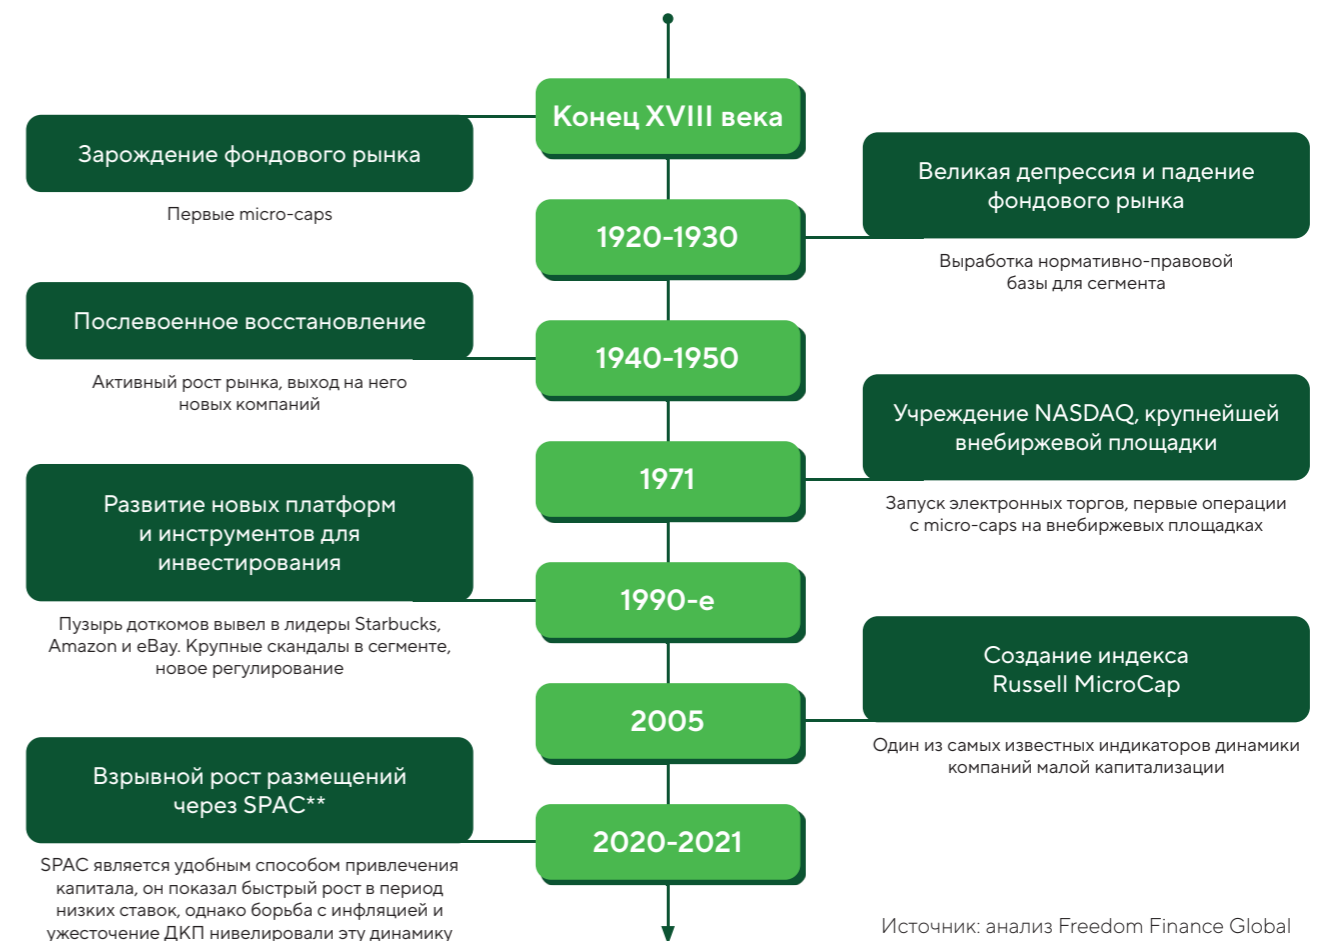 Конец XVIII века
Зарождение фондового рынка
Первые micro-caps
1920-1930
Великая депрессия и падение
фондового рынка
Выработка нормативно-правовой
базы для сегмента
1940-1950
Послевоенное восстановление
Активный рост рынка, выход на него
новых компаний
1971
Учреждение NASDAQ, крупнейшей
внебиржевой площадки
Запуск электронных торгов, первые операции
с micro-caps на внебиржевых площадках
1990-е
Развитие новых платформ
и инструментов для
инвестирования
Пузырь доткомов вывел в лидеры Starbucks,
Amazon и eBay. Крупные скандалы в сегменте,
новое регулирование
2005
Создание индекса
Russell MicroCap
Один из самых известных индикаторов динамики
компаний малой капитализации
2020-2021
Взрывной рост размещений
через SPAC**
SPAC является удобным способом привлечения
капитала, он показал быстрый рост в период
низких ставок, однако борьба с инфляцией и
ужесточение ДКП нивелировали эту динамику
Источник: анализ Freedom Finance Global